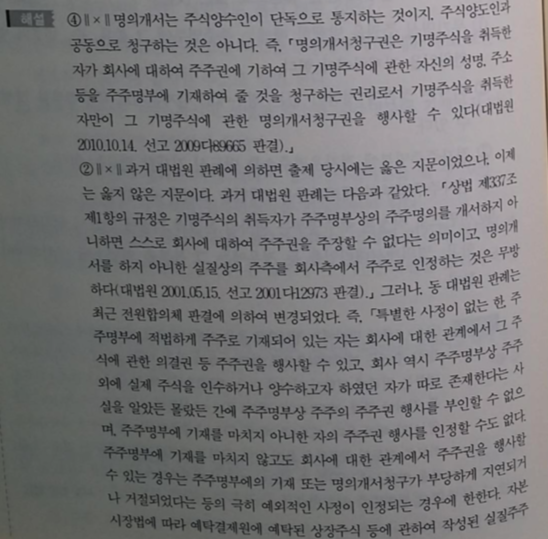 해설 ④ ∥×∥ 명의개서는 주식양수인이 단독으로 통지하는 것이지, 주식양도인과
공동으로 청구하는 것은 아니다. 즉, 「명의개서청구권은 기명주식을 취득한
자가 회사에 대하여 주주권에 기하여 그 기명주식에 관한 자신의 성명, 주소
등을 주주명부에 기재하여 줄 것을 청구하는 권리로서 기명주식을 취득한
자만이 그 기명주식에 관한 명의개서청구권을 행사할 수 있다(대법원
2010.10.14. 선고 2009다89665 판결).」
② ∥×∥ 과거 대법원 판례에 의하면 출제 당시에는 옳은 지문이었으나, 이제
는 옳지 않은 지문이다. 과거 대법원 판례는 다음과 같았다. 「상법 제337조
제1항의 규정은 기명주식의 취득자가 주주명부상의 주주명의를 개서하지 아
니하면 스스로 회사에 대하여 주주권을 주장할 수 없다는 의미이고, 명의개
서를 하지 아니한 실질상의 주주를 회사측에서 주주로 인정하는 것은 무방
하다(대법원 2001.05.15. 선고 2001다12973 판결).」 그러나, 동 대법원 판례는
최근 전원합의체 판결에 의하여 변경되었다. 즉, 「특별한 사정이 없는 한, 주
주명부에 적법하게 주주로 기재되어 있는 자는 회사에 대한 관계에서 그 주
식에 관한 의결권 등 주주권을 행사할 수 있고, 회사 역시 주주명부상 주주
외에 실제 주식을 인수하거나 양수하고자 하였던 자가 따로 존재한다는 사
실을 알았든 몰랐든 간에 주주명부상 주주의 주주권 행사를 부인할 수 없으
며, 주주명부에 기재를 마치지 아니한 자의 주주권 행사를 인정할 수도 없다.
주주명부에 기재를 마치지 않고도 회사에 대한 관계에서 주주권을 행사할
수 있는 경우는 주주명부에의 기재 또는 명의개서청구가 부당하게 지연되거
나 거절되었다는 등의 극히 예외적인 사정이 인정되는 경우에 한한다. 자본
시장법에 따라 예탁결제원에 예탁된 상장주식 등에 관하여 작성된 실질주주